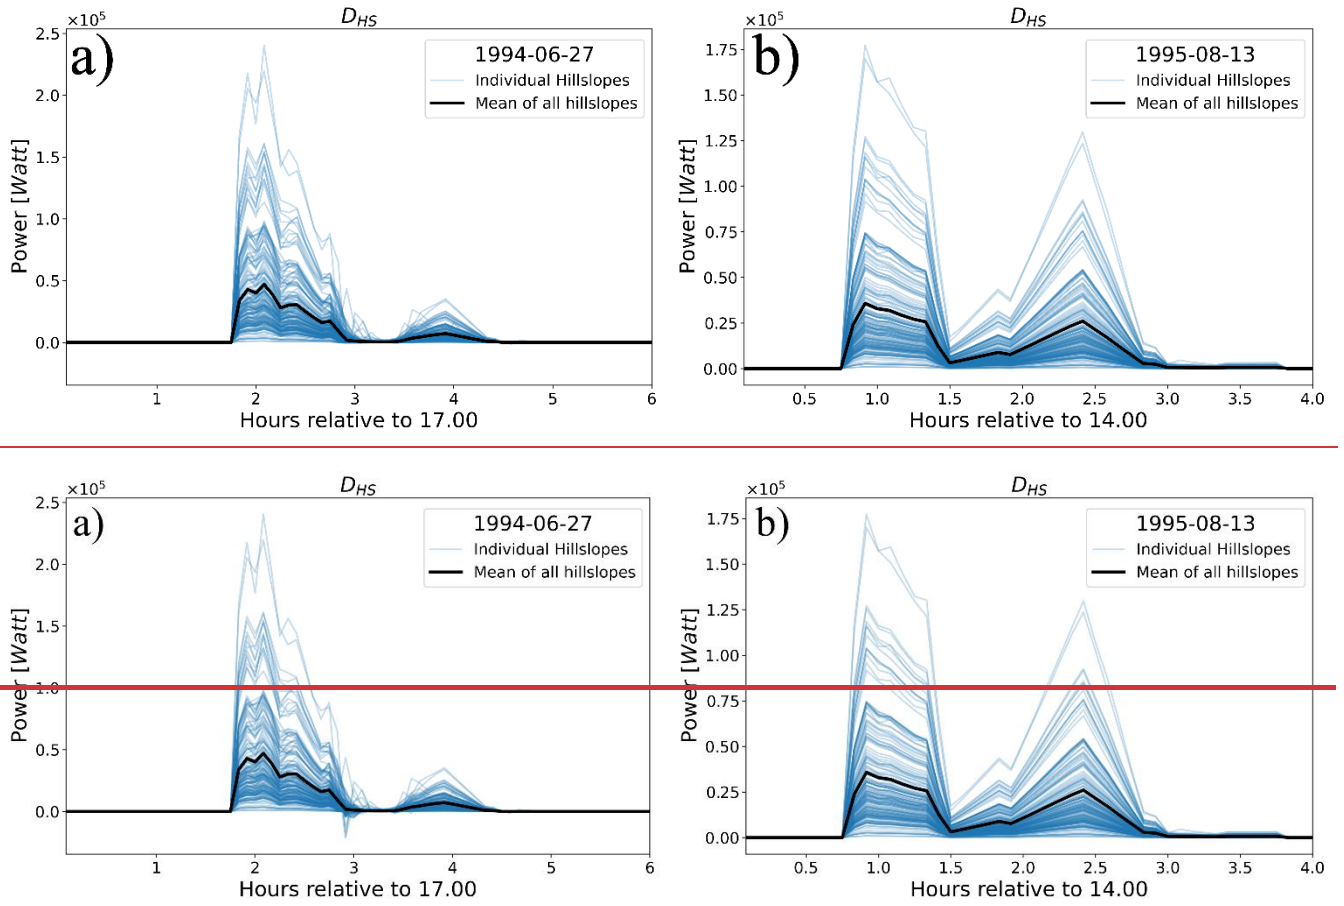 D_HS
×10⁵
a)
1994-06-27
Individual Hillslopes
Mean of all hillslopes
Power [Watt]
2.5
2.0
1.5
1.0
0.5
0.0
1 2 3 4 5 6
Hours relative to 17.00
D_HS
×10⁵
b)
1995-08-13
Individual Hillslopes
Mean of all hillslopes
Power [Watt]
1.75
1.50
1.25
1.00
0.75
0.50
0.25
0.00
0.5 1.0 1.5 2.0 2.5 3.0 3.5 4.0
Hours relative to 14.00
D_HS
×10⁵
a)
1994-06-27
Individual Hillslopes
Mean of all hillslopes
Power [Watt]
2.5
2.0
1.5
1.0
0.5
0.0
1 2 3 4 5 6
Hours relative to 17.00
D_HS
×10⁵
b)
1995-08-13
Individual Hillslopes
Mean of all hillslopes
Power [Watt]
1.75
1.50
1.25
1.00
0.75
0.50
0.25
0.00
0.5 1.0 1.5 2.0 2.5 3.0 3.5 4.0
Hours relative to 14.00